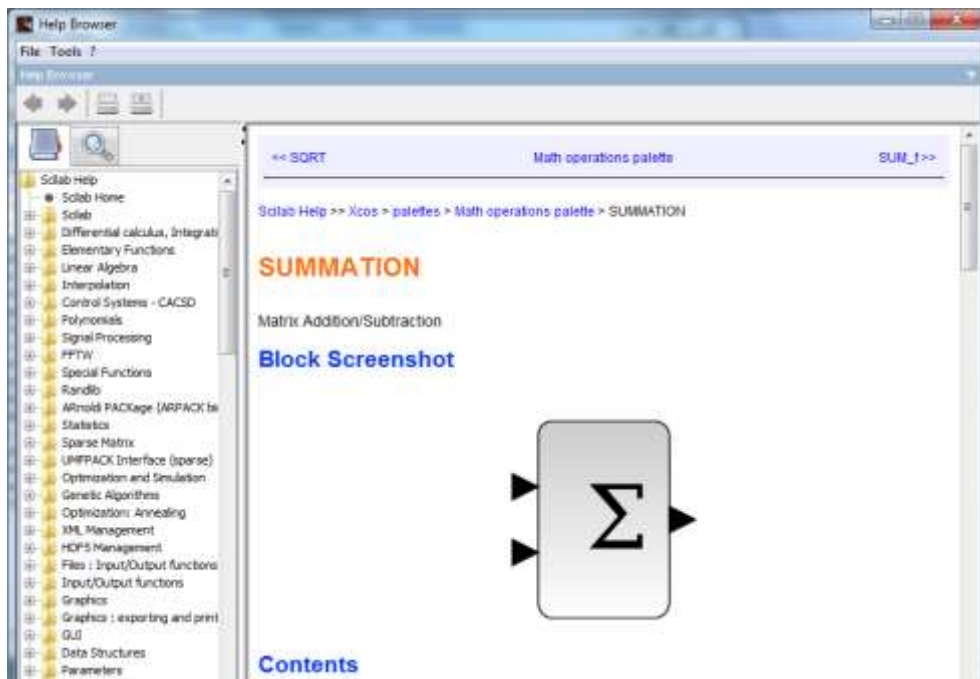 Help Browser
File Tools ?
Help Browser
<< SQRT
Math operations palette
SUM_f >>
Scilab Help >> Xcos > palettes > Math operations palette > SUMMATION
SUMMATION
Matrix Addition/Subtraction
Block Screenshot
Σ
Contents
Scilab Help
Scilab Home
Scilab
Differential calculus, Integrati
Elementary Functions
Linear Algebra
Interpolation
Control Systems - CACSD
Polynomials
Signal Processing
FFTW
Special Functions
Randlib
ARnoldi PACKage (ARPACK be
Statistics
Sparse Matrix
UMFPACK Interface (sparse)
Optimization and Simulation
Genetic Algorithms
Optimization: Annealing
XML Management
HDF5 Management
Files : Input/Output functions
Input/Output functions
Graphics
Graphics : exporting and print
GUI
Data Structures
Parameters